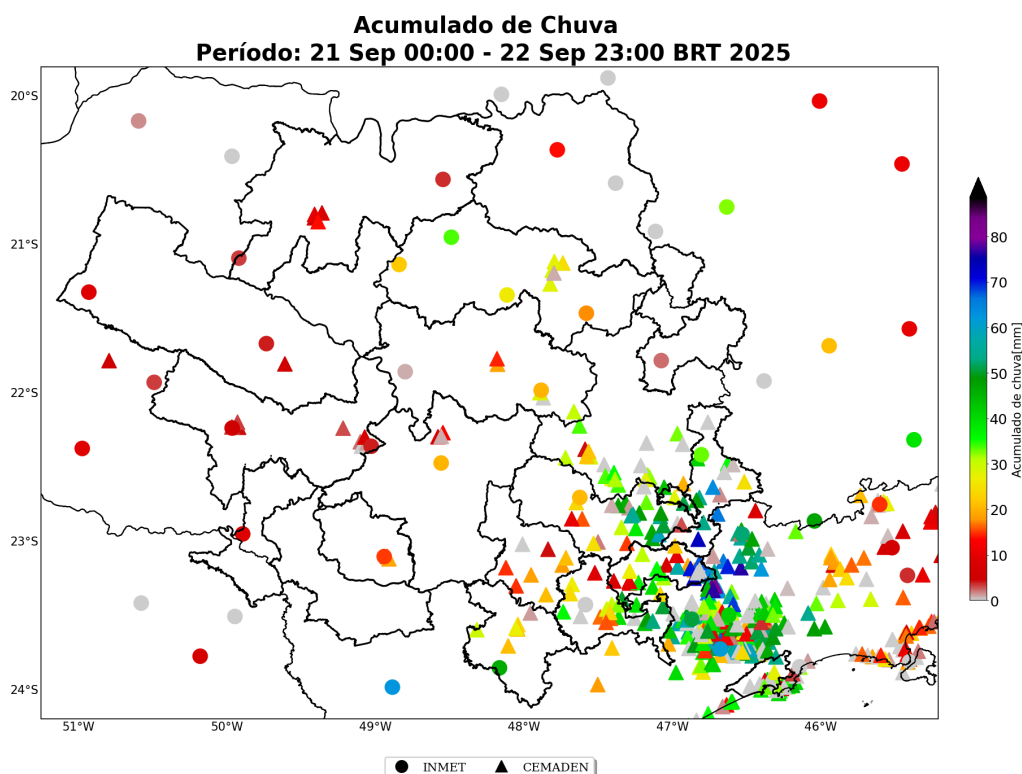 Acumulado de Chuva
Período: 21 Sep 00:00 - 22 Sep 23:00 BRT 2025
20°S
21°S
22°S
23°S
24°S
51°W
50°W
49°W
48°W
47°W
46°W
80
70
60
50
40
30
20
10
0
Acumulado de chuva[mm]
INMET
CEMADEN